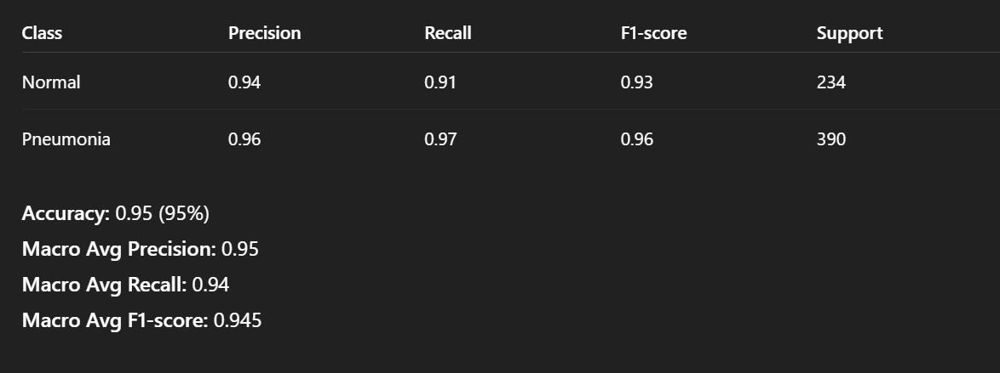 Class Precision Recall F1-score Support
Normal 0.94 0.91 0.93 234
Pneumonia 0.96 0.97 0.96 390
Accuracy: 0.95 (95%)
Macro Avg Precision: 0.95
Macro Avg Recall: 0.94
Macro Avg F1-score: 0.945